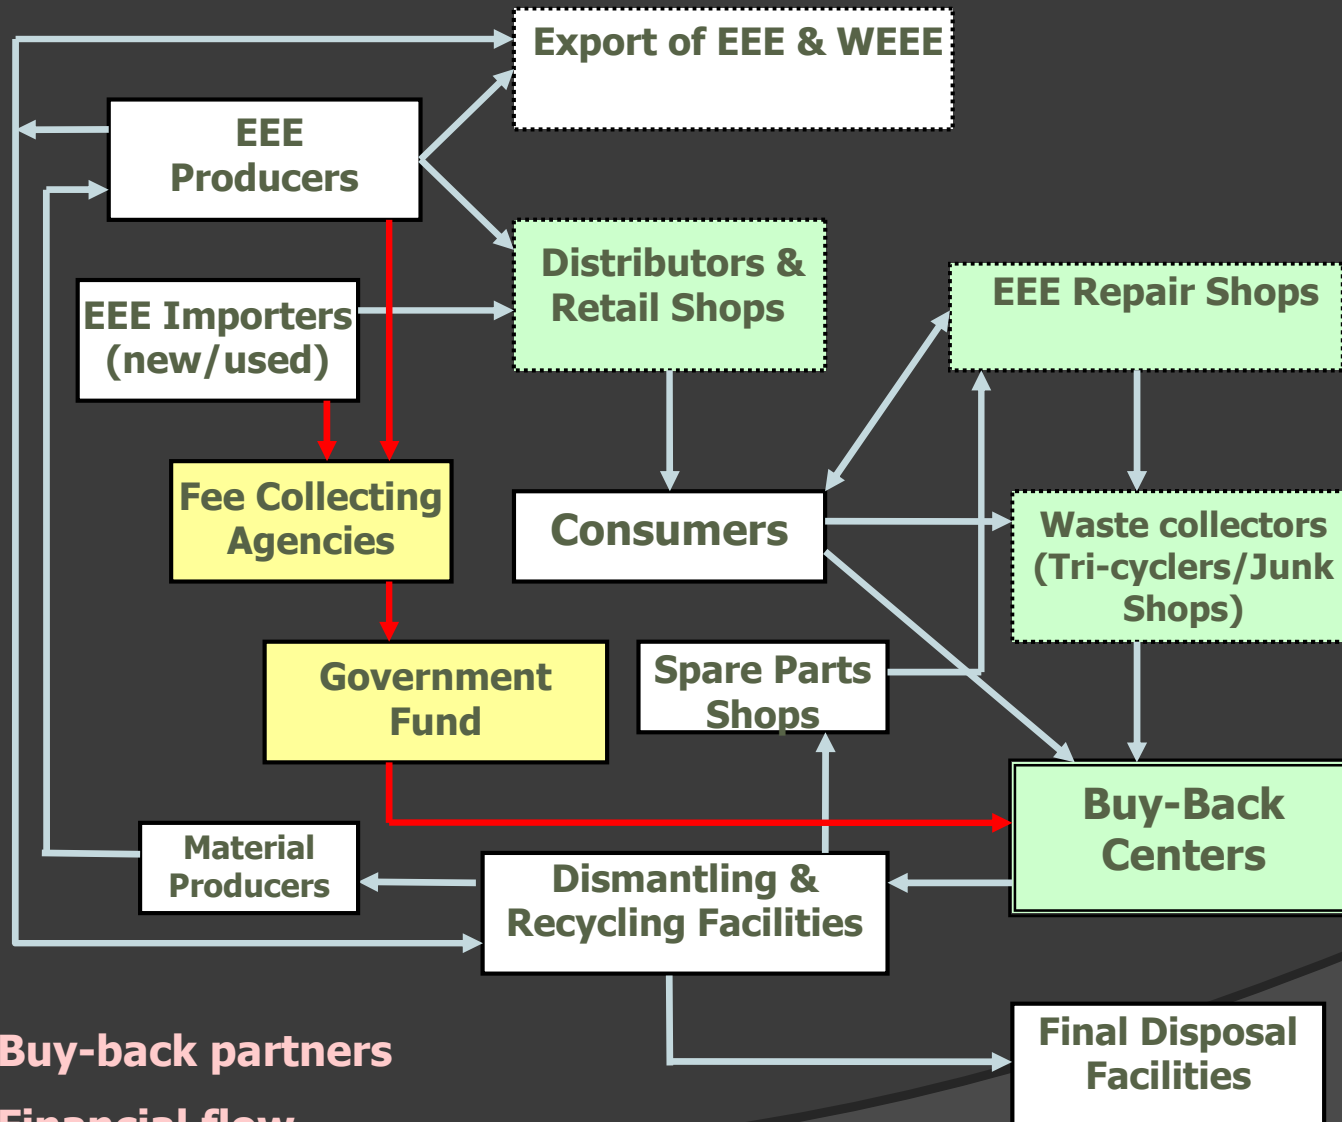 Export of EEE & WEEE
EEE
Producers
Distributors &
Retail Shops
EEE Repair Shops
EEE Importers
(new/used)
Fee Collecting
Agencies
Consumers
Waste collectors
(Tri-cyclers/Junk
Shops)
Government
Fund
Spare Parts
Shops
Buy-Back
Centers
Material
Producers
Dismantling &
Recycling Facilities
Final Disposal
Facilities
Buy-back partners
Financial flow